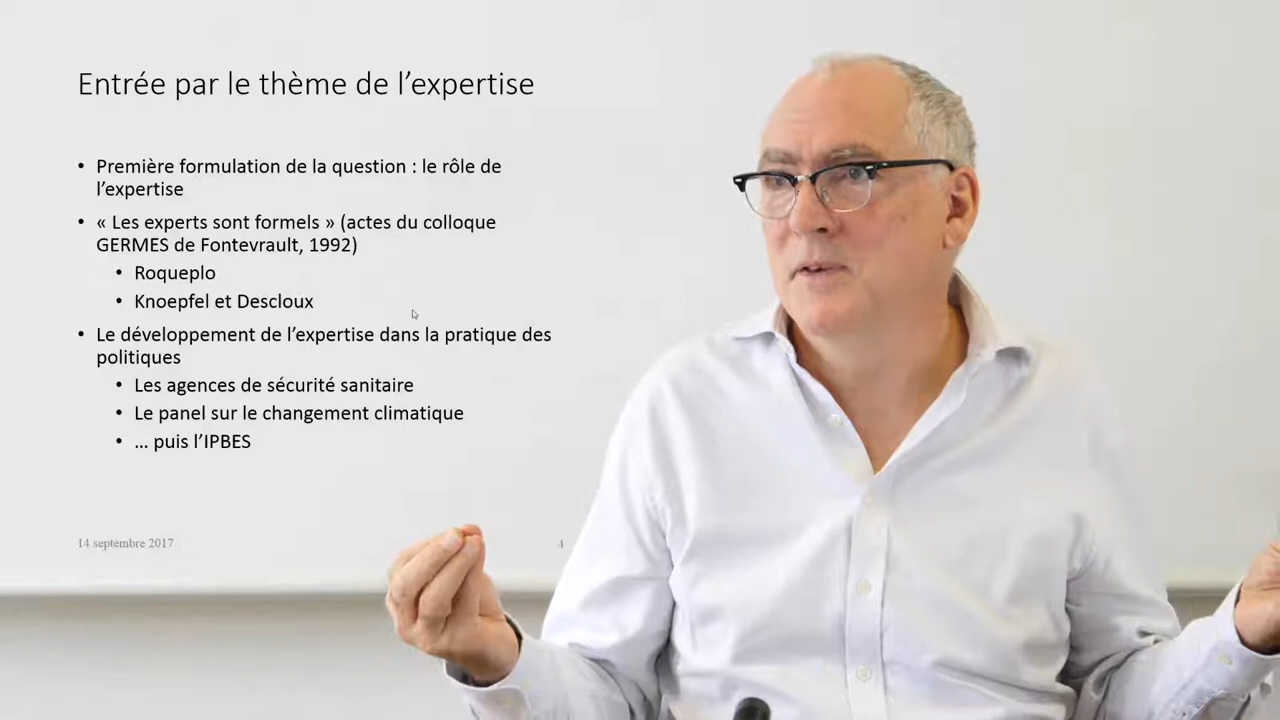 Entrée par le thème de l'expertise
• Première formulation de la question : le rôle de
l'expertise
• « Les experts sont formels » (actes du colloque
GERMES de Fontevrault, 1992)
• Roqueplo
• Knoepfel et Descloux
• Le développement de l'expertise dans la pratique des
politiques
• Les agences de sécurité sanitaire
• Le panel sur le changement climatique
• ... puis l'IPBES
14 septembre 2017
4